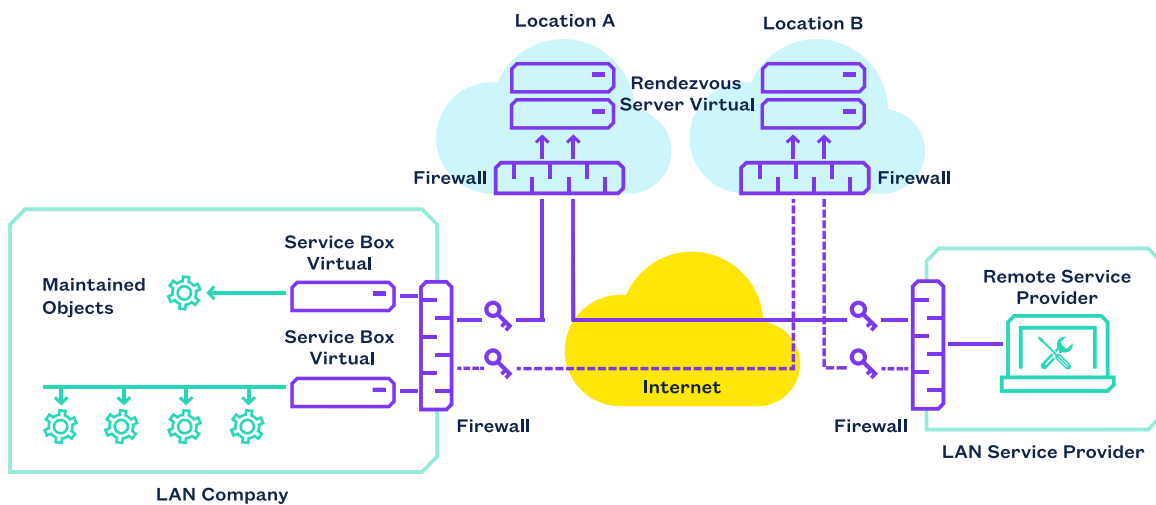 Location A
Location B
Rendezvous
Server Virtual
Firewall
Firewall
Service Box
Virtual
Maintained
Objects
Service Box
Virtual
Firewall
LAN Company
Internet
Remote Service
Provider
Firewall
LAN Service Provider